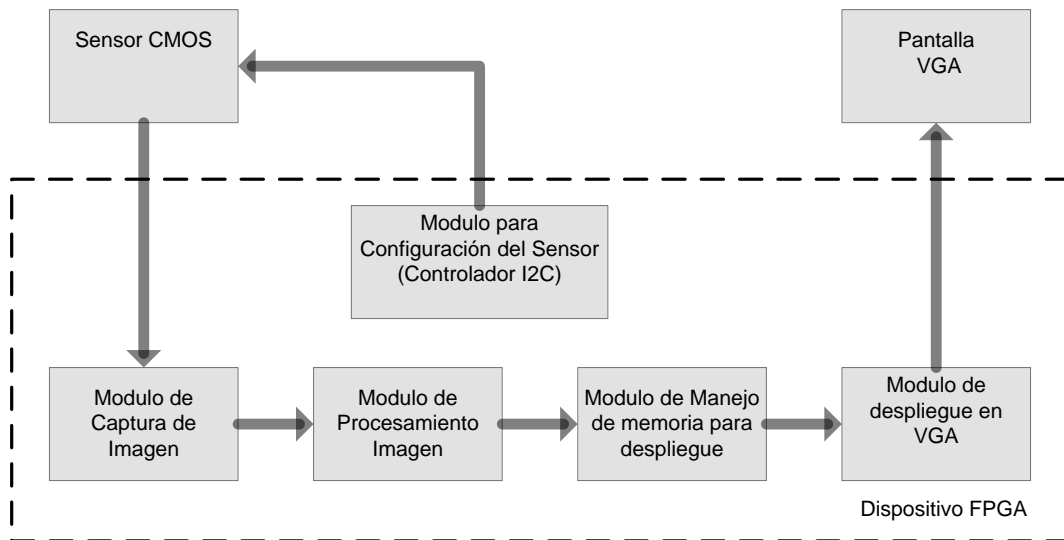 Sensor CMOS
Pantalla
VGA
Modulo para
Configuración del Sensor
(Controlador I2C)
Modulo de
Captura de
Imagen
Modulo de
Procesamiento
Imagen
Modulo de Manejo
de memoria para
despliegue
Modulo de
despliegue en
VGA
Dispositivo FPGA